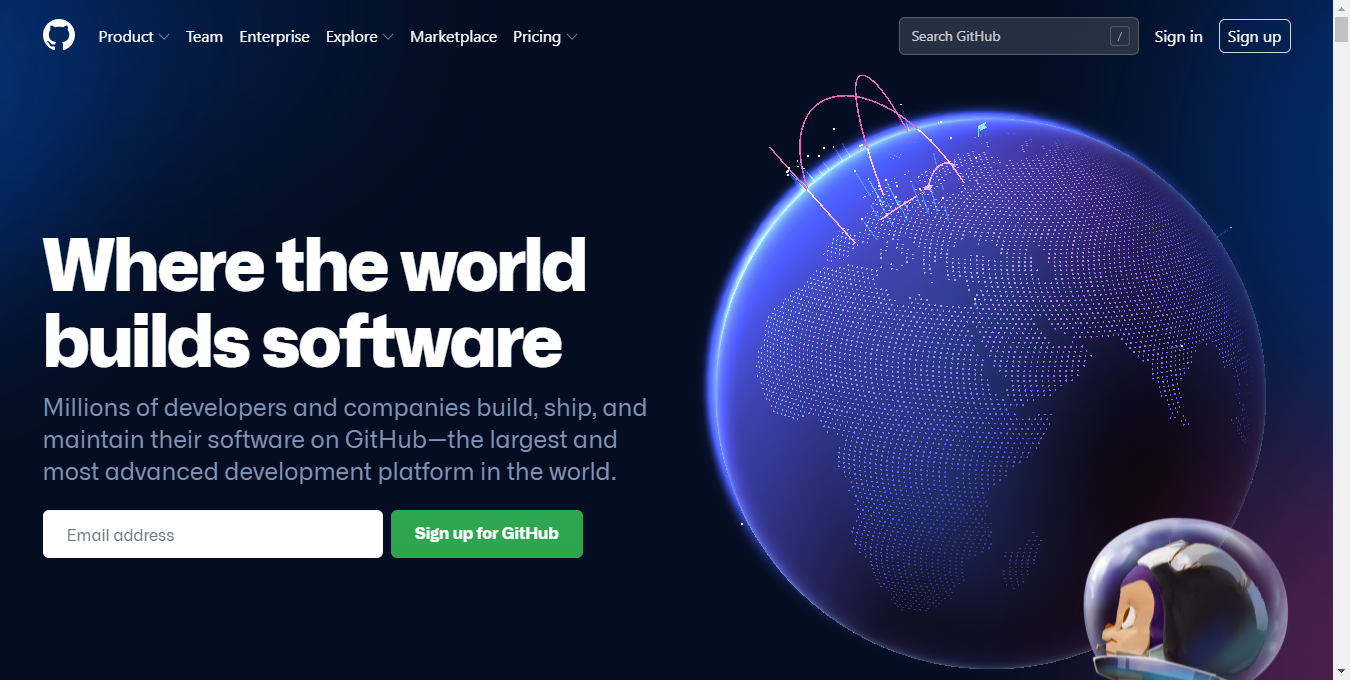 Product Team Enterprise Explore Marketplace Pricing Search GitHub / Sign in Sign up
Where the world
builds software
Millions of developers and companies build, ship, and
maintain their software on GitHub—the largest and
most advanced development platform in the world.
Email address Sign up for GitHub